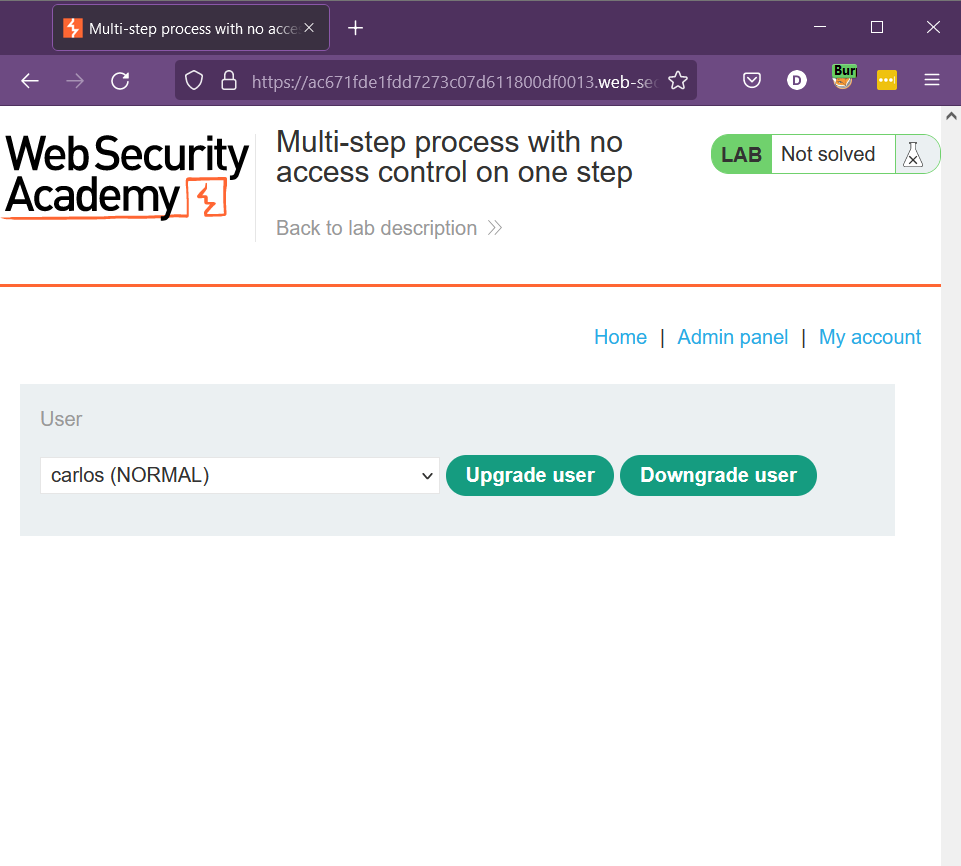 Multi-step process with no acce
Bur
D
https://ac671fde1fdd7273c07d611800df0013.web-sec
Web Security
Academy
Multi-step process with no
access control on one step
Back to lab description
LAB Not solved
Home | Admin panel | My account
User
carlos (NORMAL) Upgrade user Downgrade user